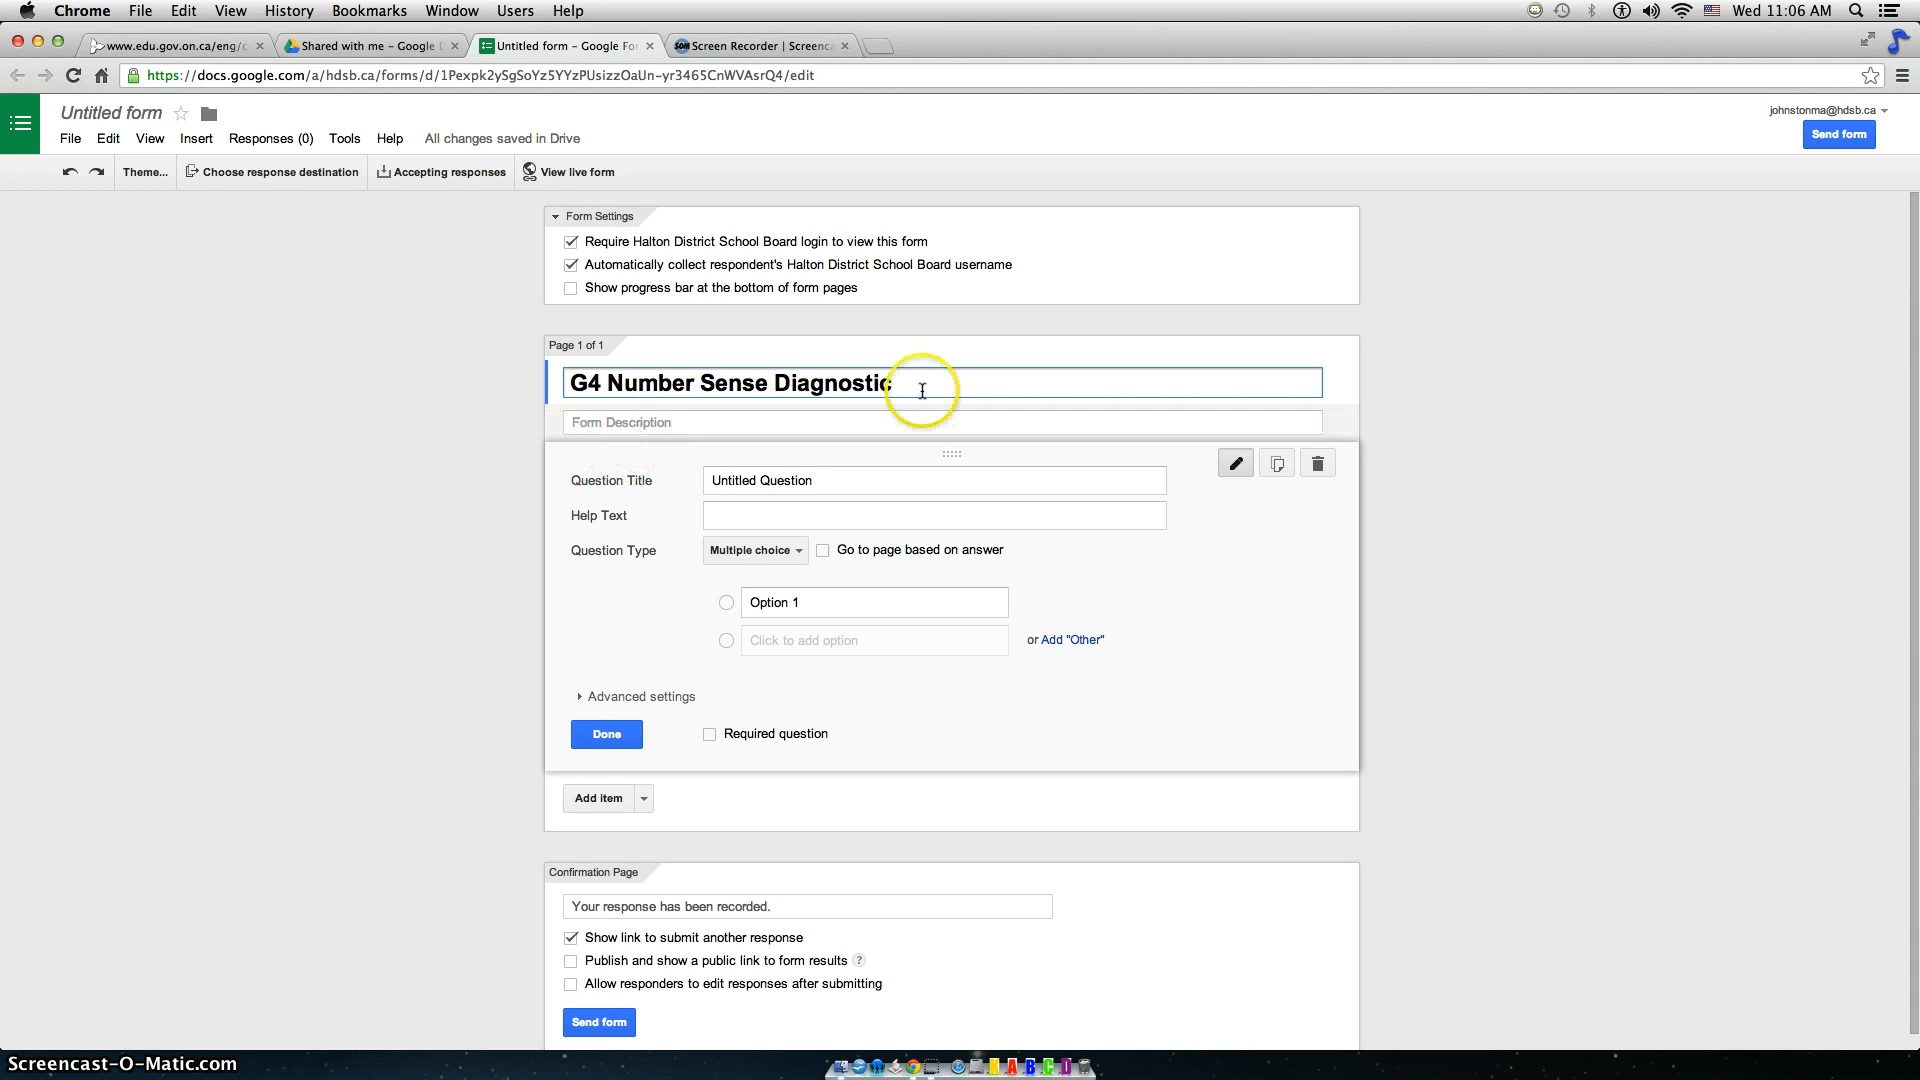 Chrome File Edit View History Bookmarks Window Users Help Wed 11:06 AM
www.edu.gov.on.ca/eng/c Shared with me - Google D Untitled form - Google For Screen Recorder | Screenca
https://docs.google.com/a/hdsb.ca/forms/d/1Pexpk2ySgSoYz5YYzPUsizzOaUn-yr3465CnWVAsrQ4/edit
Untitled form
johnstonma@hdsb.ca
File Edit View Insert Responses (0) Tools Help All changes saved in Drive
Send form
Theme... Choose response destination Accepting responses View live form
Form Settings
Require Halton District School Board login to view this form
Automatically collect respondent's Halton District School Board username
Show progress bar at the bottom of form pages
Page 1 of 1
G4 Number Sense Diagnostic
Form Description
Question Title Untitled Question
Help Text
Question Type Multiple choice Go to page based on answer
Option 1
Click to add option or Add "Other"
Advanced settings
Done Required question
Add item
Confirmation Page
Your response has been recorded.
Show link to submit another response
Publish and show a public link to form results ?
Allow responders to edit responses after submitting
Send form
Screencast-O-Matic.com
A B C D